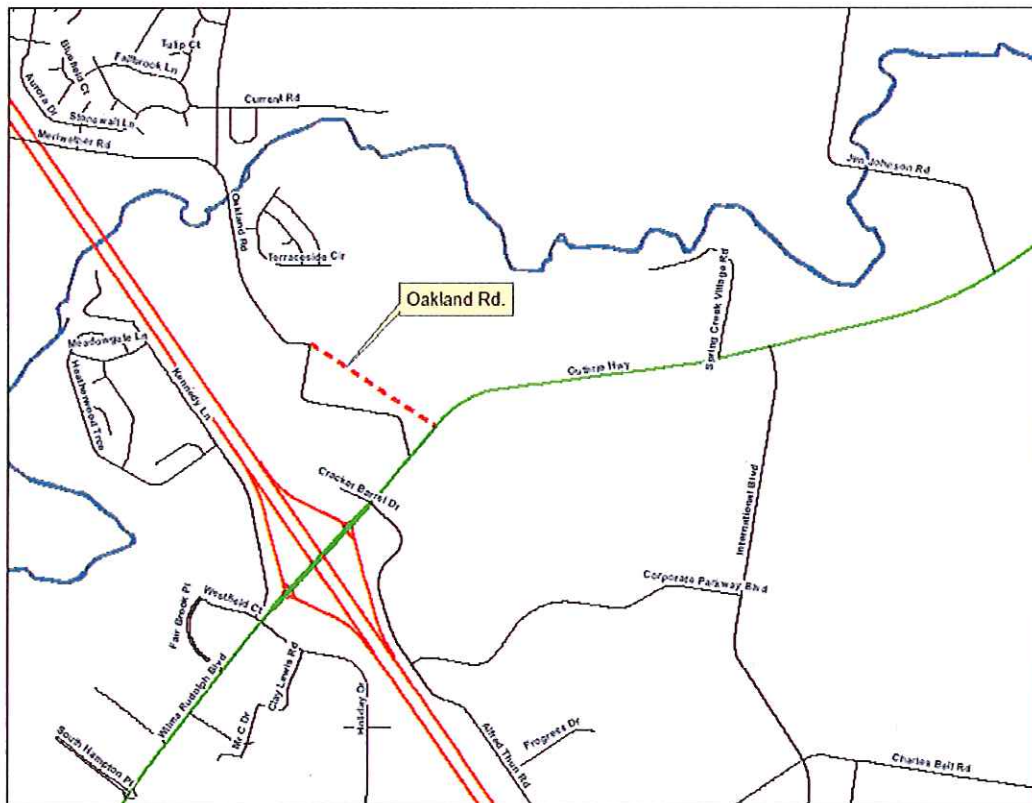 Tulip Ct
Bluefield Ct
Fallbrook Ln
Aurora Dr
Stonewall Ln
Current Rd
Meriwether Rd
Jim Johnson Rd
Oakland Rd
Terraceside Cir
Spring Creek Village Rd
Oakland Rd.
Meadowgate Ln
Kennedy Ln
Heatherwood Trce
Guthrie Hwy
Cracker Barrel Dr
International Blvd
Corporate Parkway Blvd
Fair Brook Pl
Westfield Ct
Wilma Rudolph Blvd
Clay Lewis Rd
Holiday Dr
Mr C Dr
Alfred Thun Rd
Progress Dr
South Hampton Pl
Charles Bell Rd